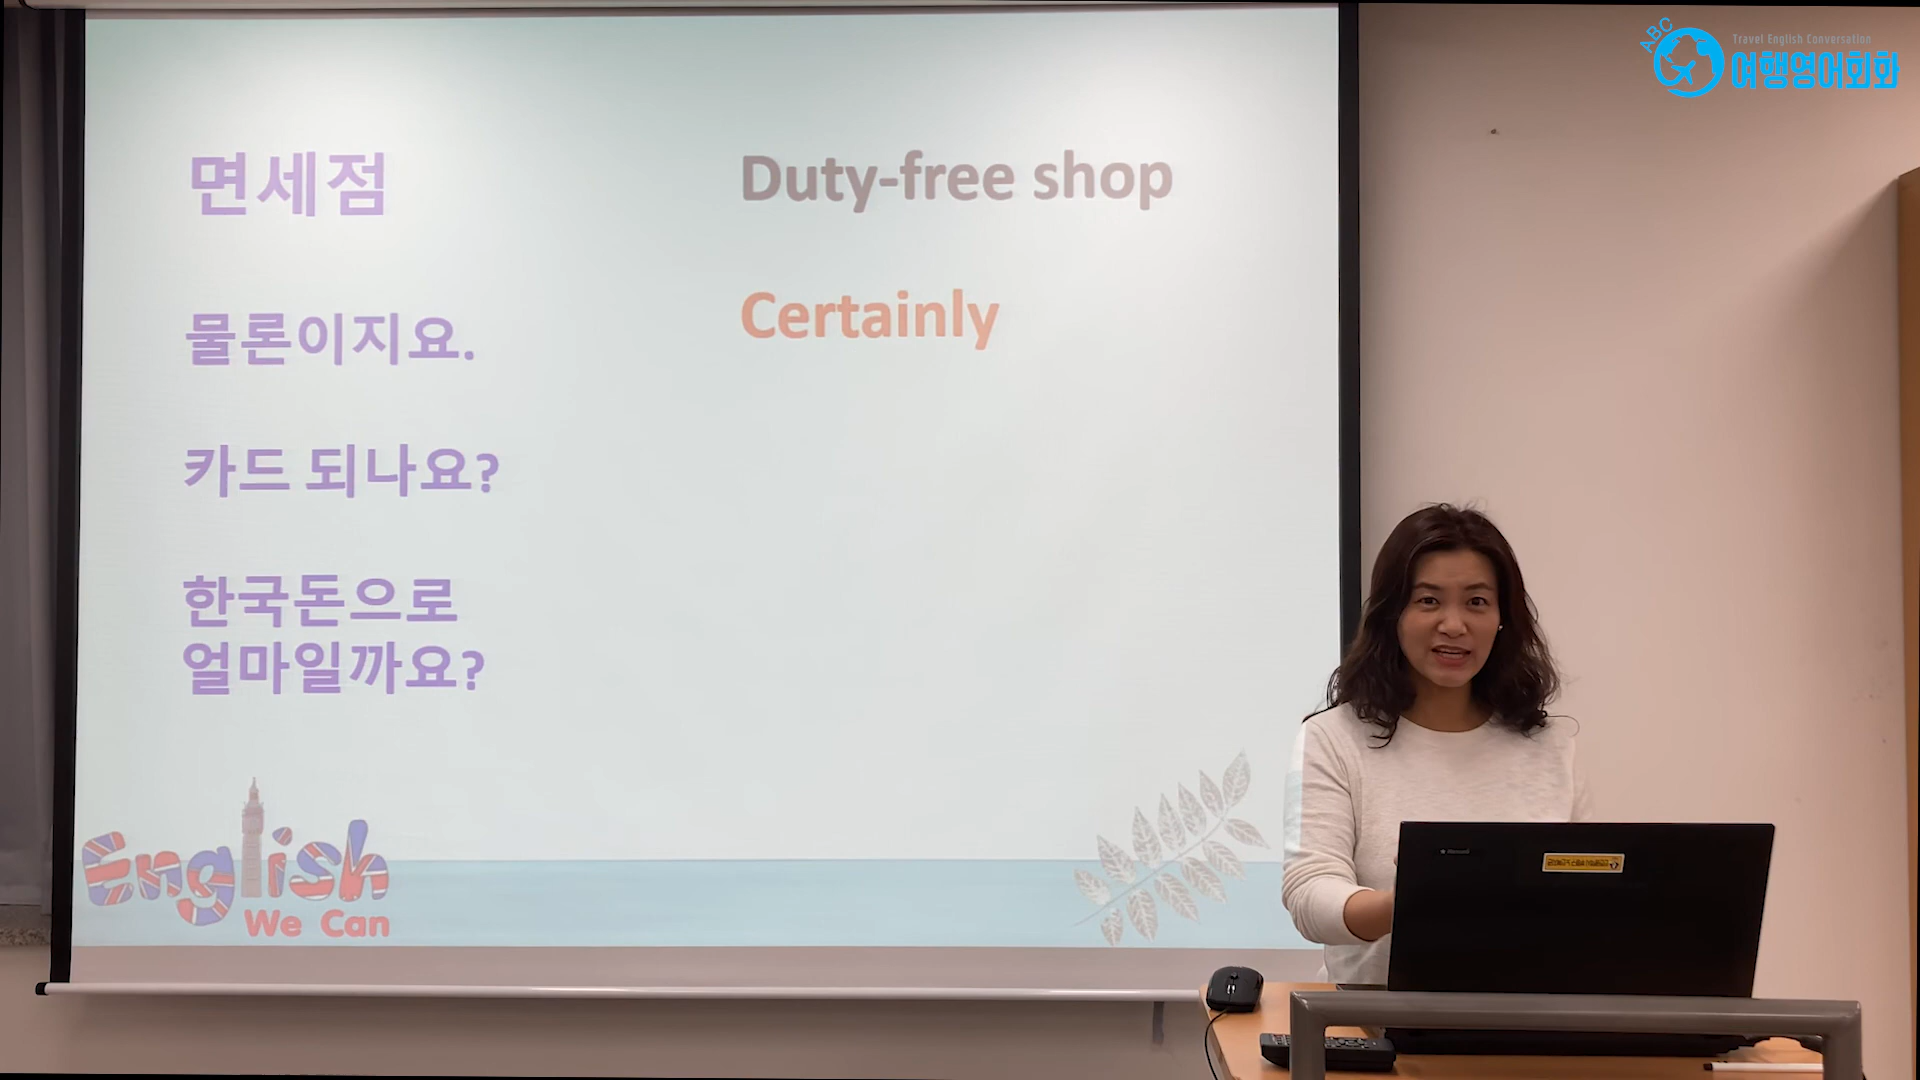 ABC
Travel English Conversation
여행영어회화
면세점
Duty-free shop
물론이지요.
Certainly
카드 되나요?
한국돈으로
얼마일까요?
English
We Can